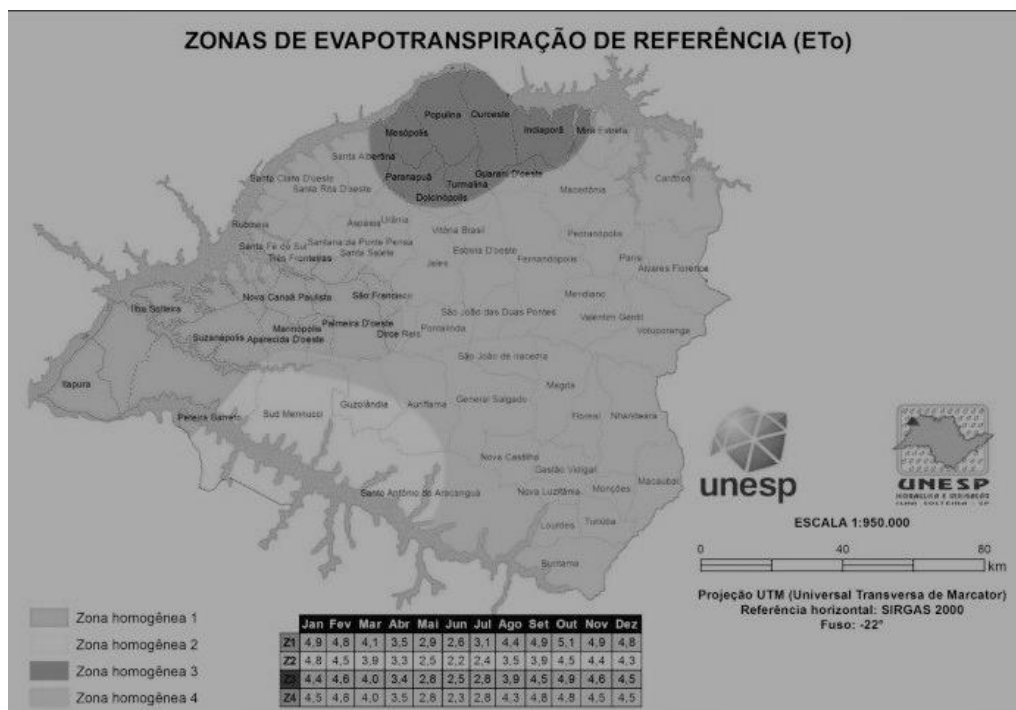 ZONAS DE EVAPOTRANSPIRAÇÃO DE REFERÊNCIA (ETo)
Populina
Ouroeste
Mesópolis
Indiaporã
Mira Estrela
Santa Albertina
Santa Clara D'oeste
Santa Rita D'oeste
Paranapuã
Turmalina
Guarani D'oeste
Dolcinópolis
Macedônia
Cardoso
Rubineia
Aspasia
Urânia
Vitória Brasil
Pedranópolis
Santa Fé do Sul
Santana da Ponte Pensa
Três Fronteiras
Santa Salete
Jales
Estrela D'oeste
Fernandópolis
Parisi
Álvares Florence
Ilha Solteira
Nova Canaã Paulista
São Francisco
Meridiano
Suzanápolis
Marinópolis
Aparecida D'oeste
Palmeira D'oeste
Dirce Reis
Pontalinda
São João das Duas Pontes
Valentim Gentil
Votuporanga
São João de Iracema
Itapura
Pereira Barreto
Sud Mennucci
Guzolândia
Auriflama
General Salgado
Magda
Floreal
Nhandeara
Nova Castilho
Gastão Vidigal
Santo Antônio do Aracanguá
Nova Luzitânia
Monções
Macaubal
Lourdes
Turiúba
Buritama
unesp
UNESP
HIDRÁULICA E IRRIGAÇÃO
ILHA SOLTEIRA - SP
ESCALA 1:950.000
0 40 80
km
Projeção UTM (Universal Transversa de Marcator)
Referência horizontal: SIRGAS 2000
Fuso: -22°
Zona homogênea 1
Zona homogênea 2
Zona homogênea 3
Zona homogênea 4
Jan Fev Mar Abr Mai Jun Jul Ago Set Out Nov Dez
Z1 4,9 4,8 4,1 3,5 2,9 2,6 3,1 4,4 4,9 5,1 4,9 4,8
Z2 4,8 4,5 3,9 3,3 2,5 2,2 2,4 3,5 3,9 4,5 4,4 4,3
Z3 4,4 4,6 4,0 3,4 2,8 2,5 2,8 3,9 4,5 4,9 4,6 4,5
Z4 4,5 4,6 4,0 3,5 2,8 2,3 2,8 4,3 4,8 4,8 4,5 4,5